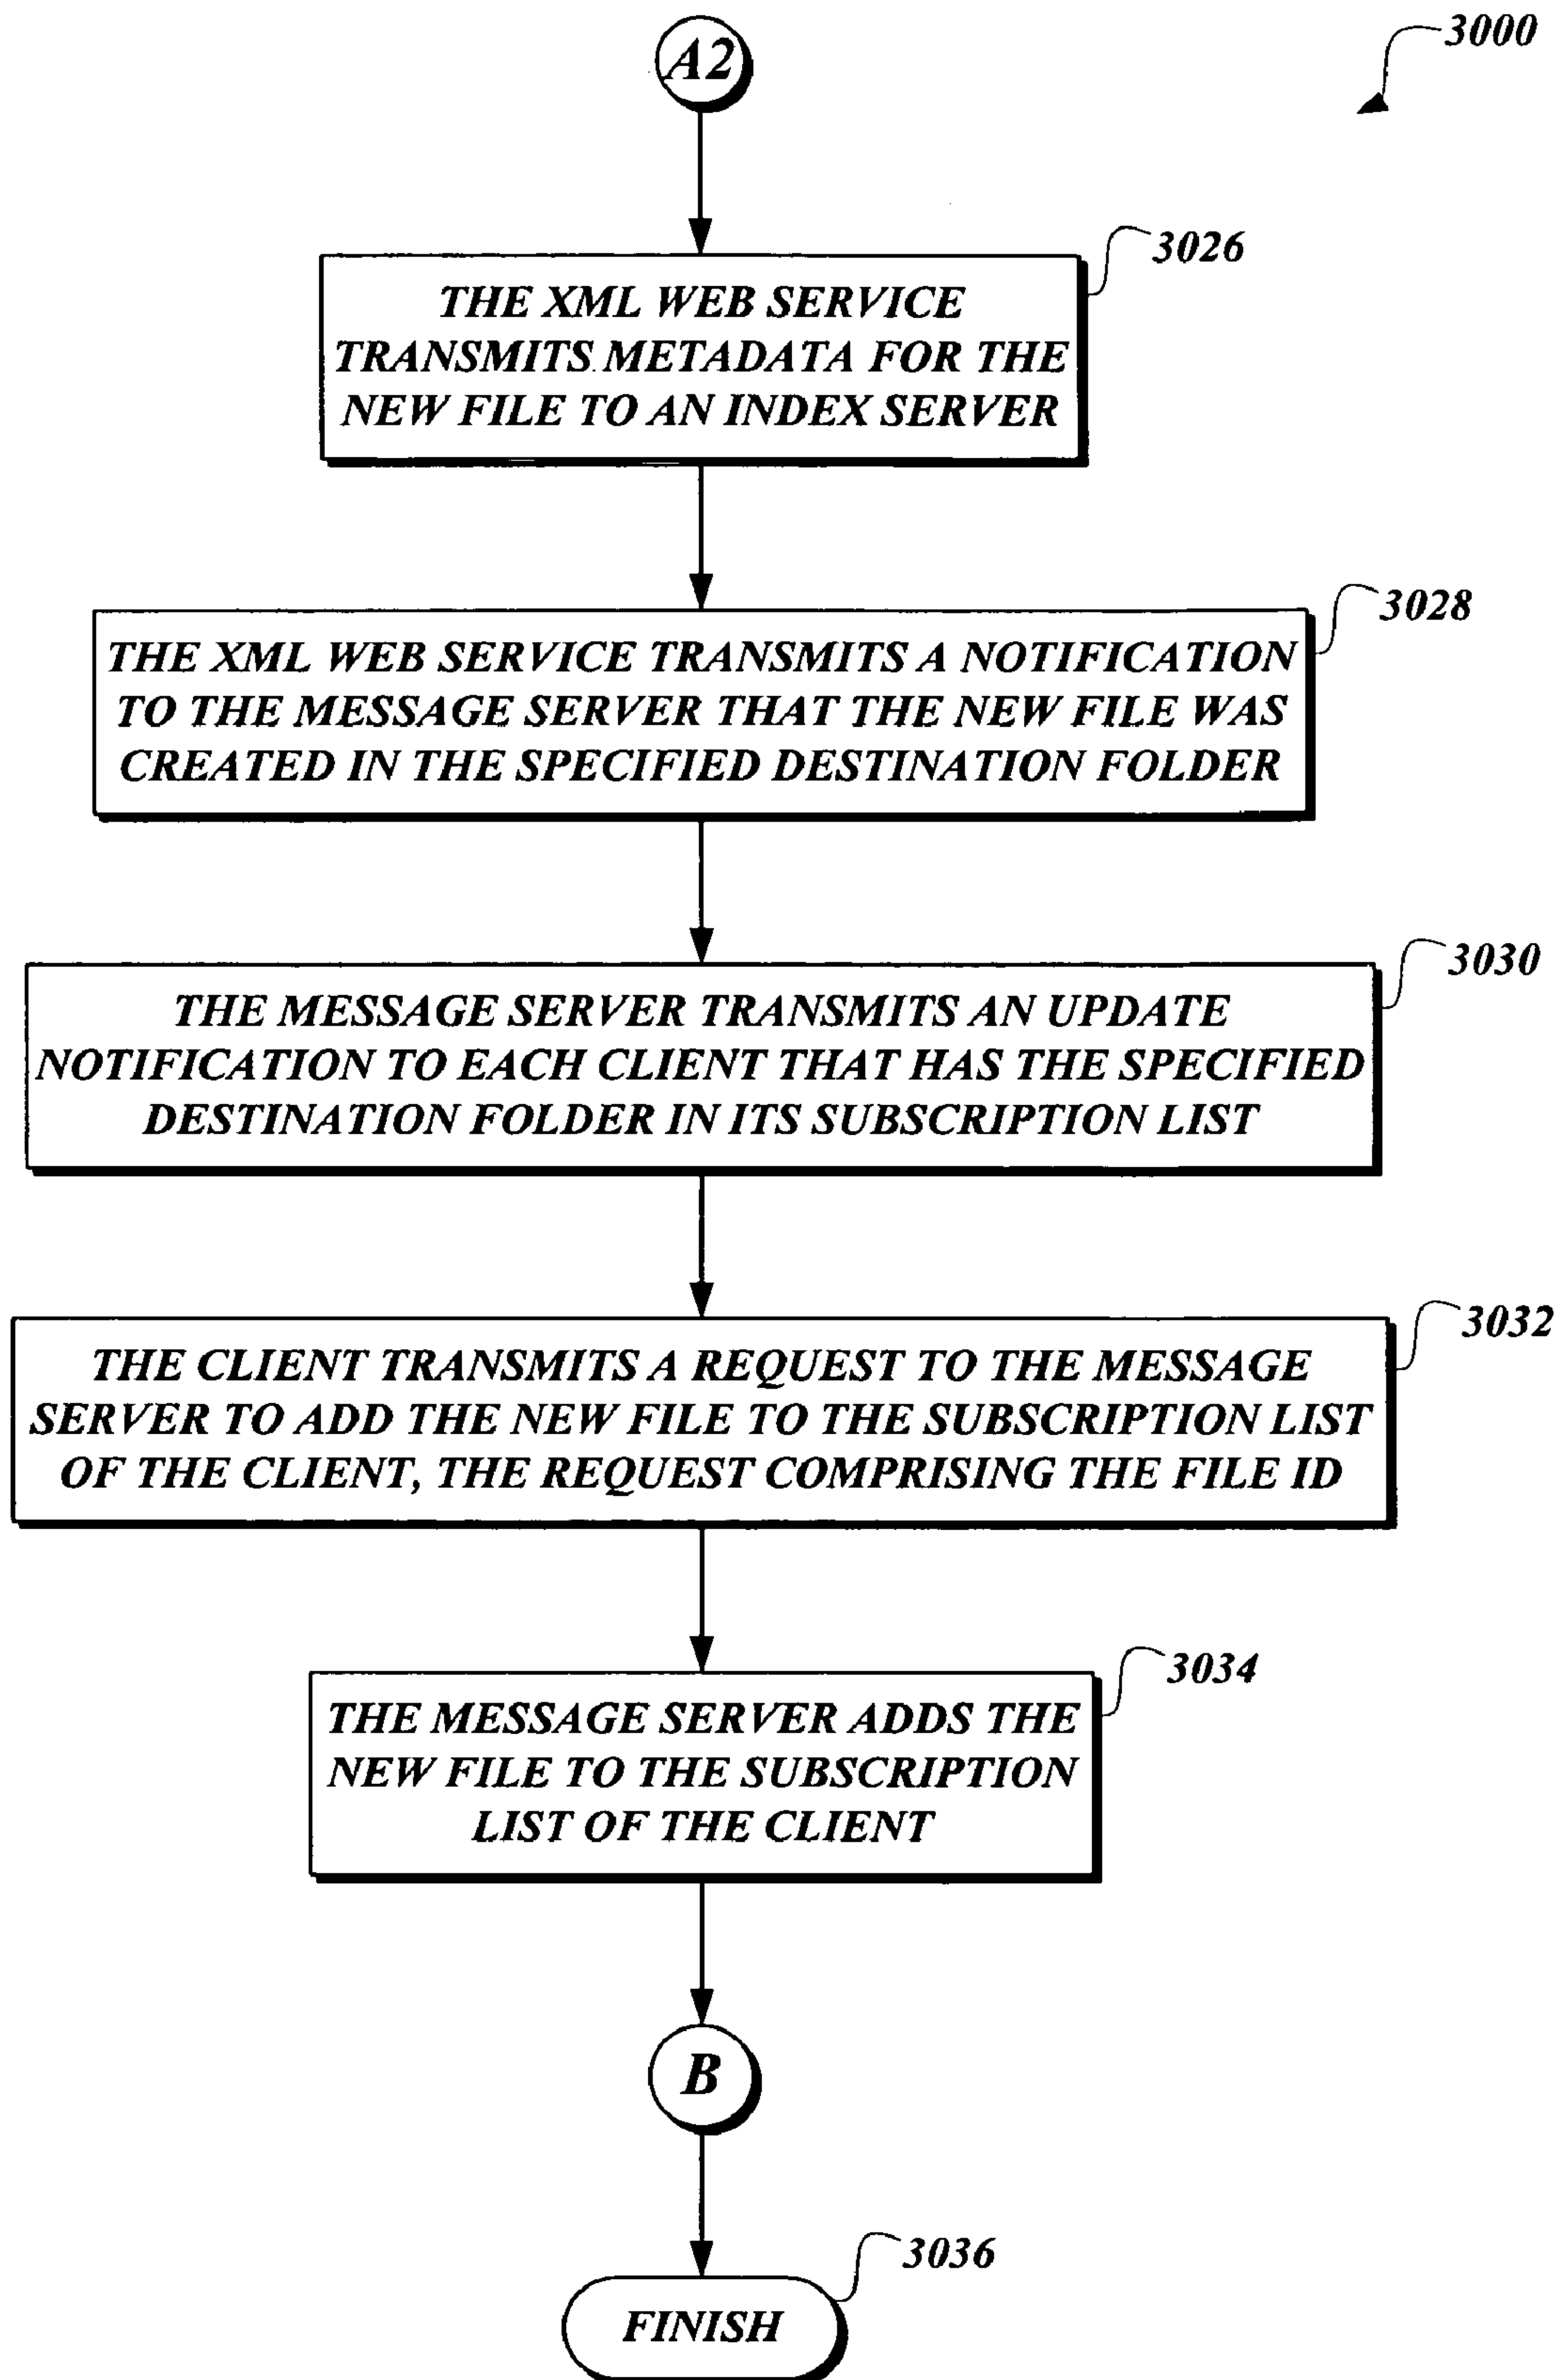 A2
3000
3026
THE XML WEB SERVICE
TRANSMITS METADATA FOR THE
NEW FILE TO AN INDEX SERVER
3028
THE XML WEB SERVICE TRANSMITS A NOTIFICATION
TO THE MESSAGE SERVER THAT THE NEW FILE WAS
CREATED IN THE SPECIFIED DESTINATION FOLDER
3030
THE MESSAGE SERVER TRANSMITS AN UPDATE
NOTIFICATION TO EACH CLIENT THAT HAS THE SPECIFIED
DESTINATION FOLDER IN ITS SUBSCRIPTION LIST
3032
THE CLIENT TRANSMITS A REQUEST TO THE MESSAGE
SERVER TO ADD THE NEW FILE TO THE SUBSCRIPTION LIST
OF THE CLIENT, THE REQUEST COMPRISING THE FILE ID
3034
THE MESSAGE SERVER ADDS THE
NEW FILE TO THE SUBSCRIPTION
LIST OF THE CLIENT
B
3036
FINISH